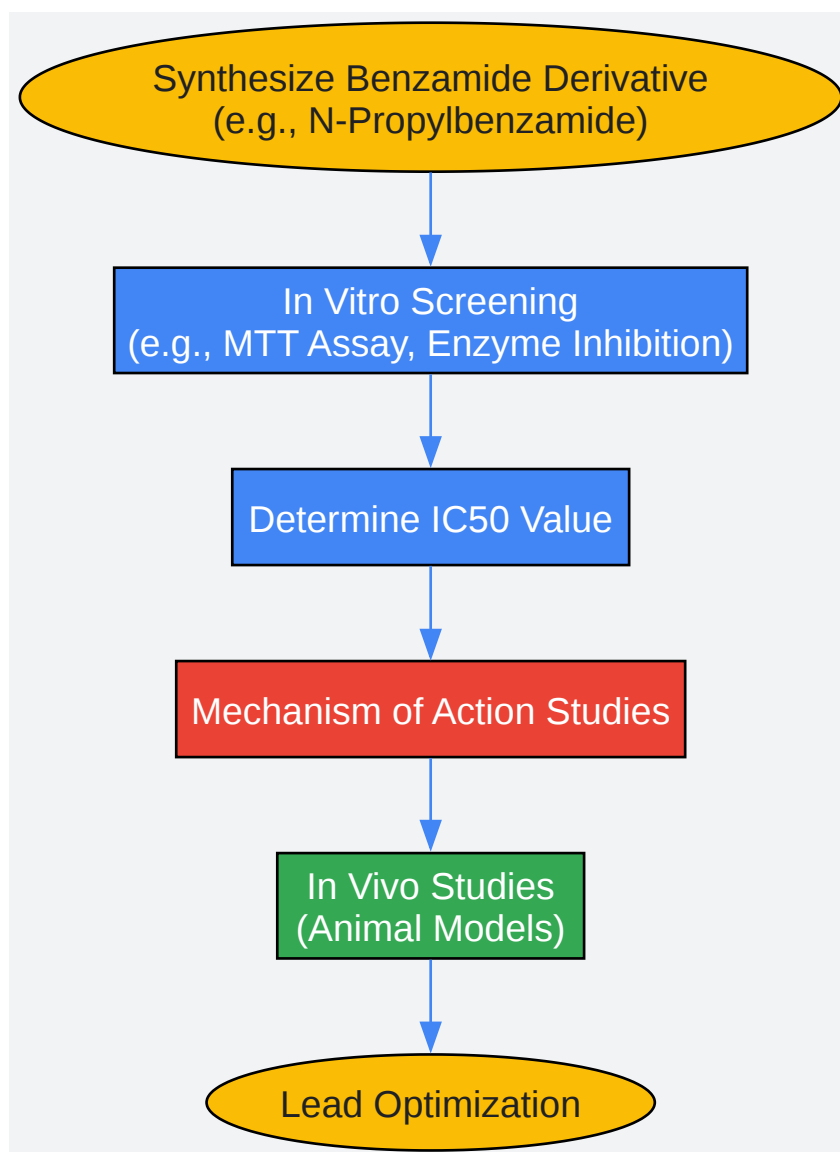 Synthesize Benzamide Derivative
(e.g., N-Propylbenzamide)
In Vitro Screening
(e.g., MTT Assay, Enzyme Inhibition)
Determine IC50 Value
Mechanism of Action Studies
In Vivo Studies
(Animal Models)
Lead Optimization